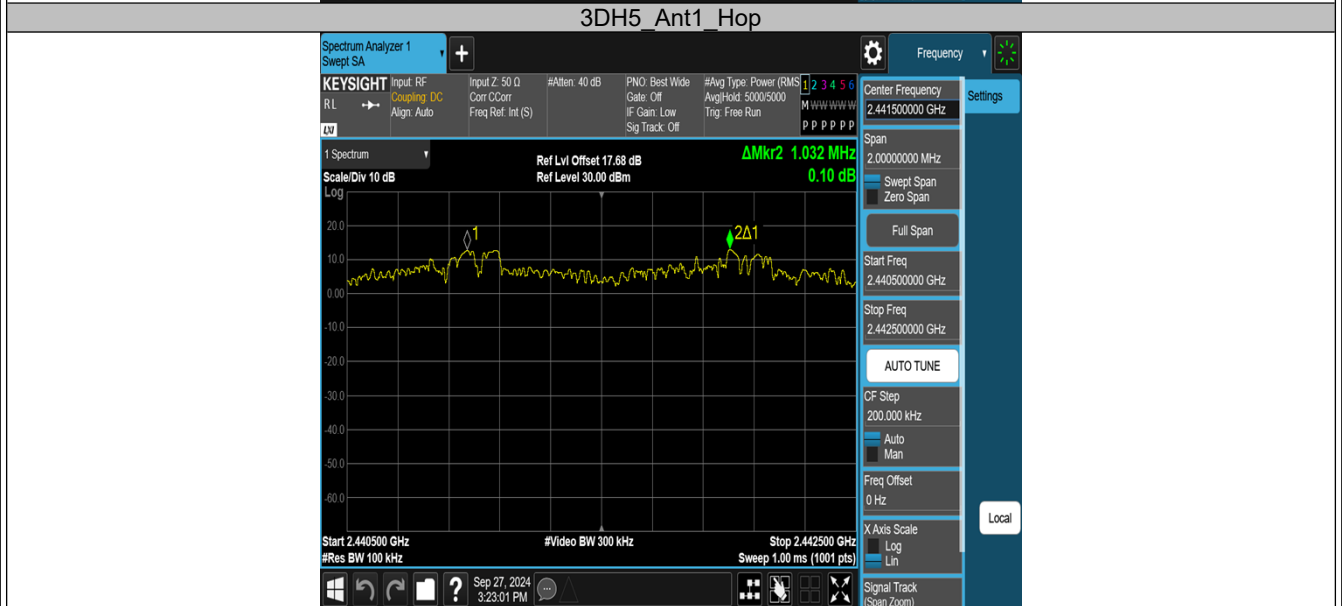 3DH5_Ant1_Hop
Spectrum Analyzer 1
Swept SA
+
Frequency
KEYSIGHT
Input: RF
Input Z: 50 Ω
#Atten: 40 dB
PNO: Best Wide
#Avg Type: Power (RMS
1 2 3 4 5 6
RL
Coupling: DC
Corr CCorr
Gate: Off
Avg|Hold: 5000/5000
M W W W W W
Align: Auto
Freq Ref: Int (S)
IF Gain: Low
Trig: Free Run
LXI
Sig Track: Off
P P P P P P
Center Frequency
2.441500000 GHz
Settings
1 Spectrum
Ref Lvl Offset 17.68 dB
ΔMkr2 1.032 MHz
Scale/Div 10 dB
Ref Level 30.00 dBm
0.10 dB
Log
20.0
10.0
0.00
-10.0
-20.0
-30.0
-40.0
-50.0
-60.0
1
2Δ1
Span
2.00000000 MHz
Swept Span
Zero Span
Full Span
Start Freq
2.440500000 GHz
Stop Freq
2.442500000 GHz
AUTO TUNE
CF Step
200.000 kHz
Auto
Man
Freq Offset
0 Hz
X Axis Scale
Log
Lin
Signal Track
(Span Zoom)
Local
Start 2.440500 GHz
#Video BW 300 kHz
Stop 2.442500 GHz
#Res BW 100 kHz
Sweep 1.00 ms (1001 pts)
?
Sep 27, 2024
3:23:01 PM